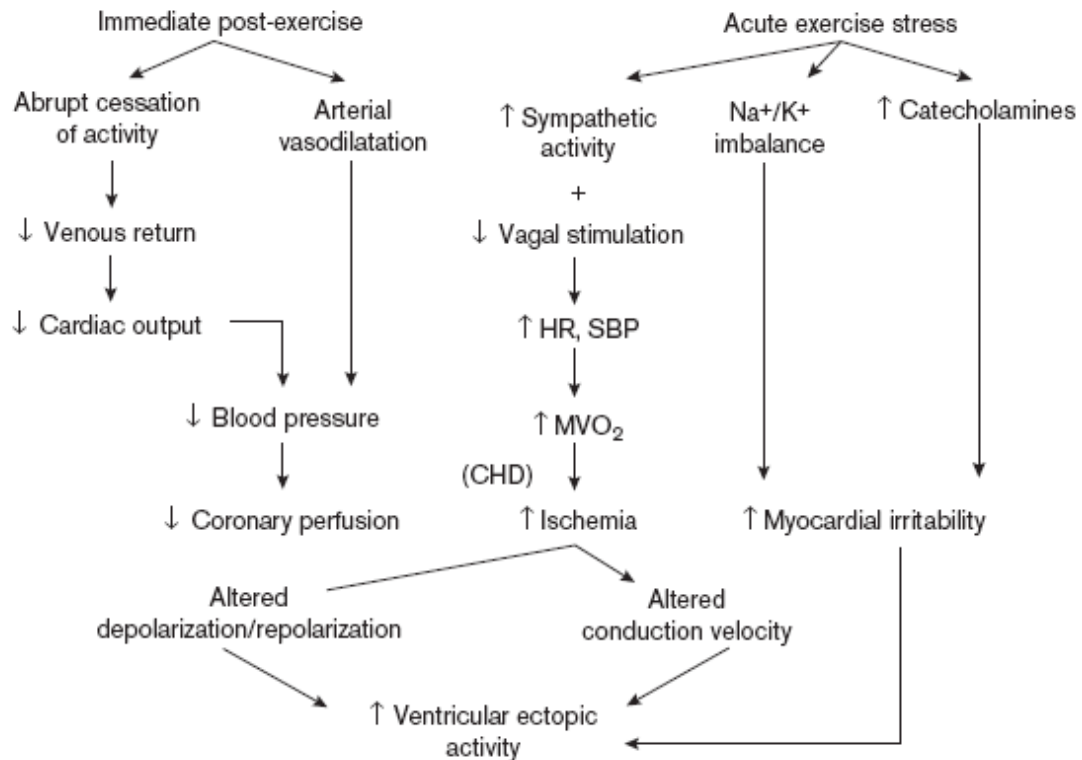 Immediate post-exercise
Acute exercise stress
Abrupt cessation
of activity
Arterial
vasodilatation
↑ Sympathetic
activity
Na+/K+
imbalance
↑ Catecholamines
+
↓ Venous return
↓ Vagal stimulation
↓ Cardiac output
↑ HR, SBP
↓ Blood pressure
↑ MVO₂
(CHD)
↓ Coronary perfusion
↑ Ischemia
↑ Myocardial irritability
Altered
depolarization/repolarization
Altered
conduction velocity
↑ Ventricular ectopic
activity